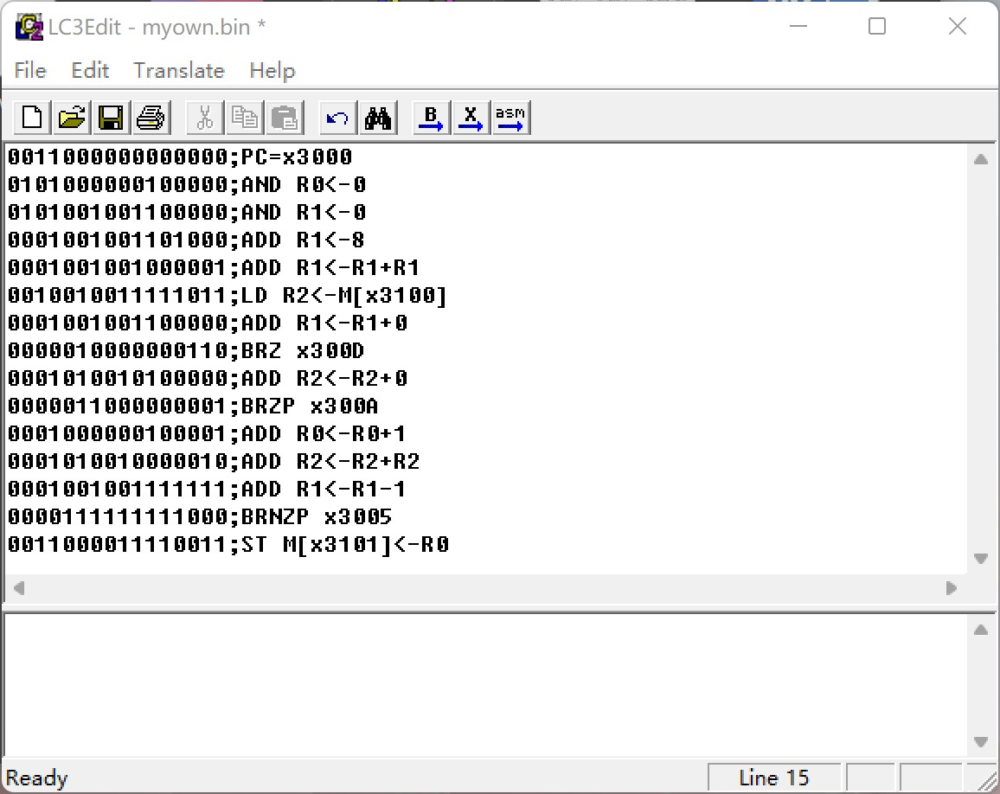 LC3Edit - myown.bin *
File Edit Translate Help
B X asm
0011000000000000;PC=x3000
0101000000100000;AND R0<-0
0101001001100000;AND R1<-0
0001001001101000;ADD R1<-8
0001001001000001;ADD R1<-R1+R1
0010010011111011;LD R2<-M[x3100]
0001001001100000;ADD R1<-R1+0
0000010000000110;BRZ x300D
0001010010100000;ADD R2<-R2+0
0000011000000001;BRZP x300A
0001000000100001;ADD R0<-R0+1
0001010010000010;ADD R2<-R2+R2
0001001001111111;ADD R1<-R1-1
0000111111111000;BRNZP x3005
0011000011110011;ST M[x3101]<-R0
Ready Line 15